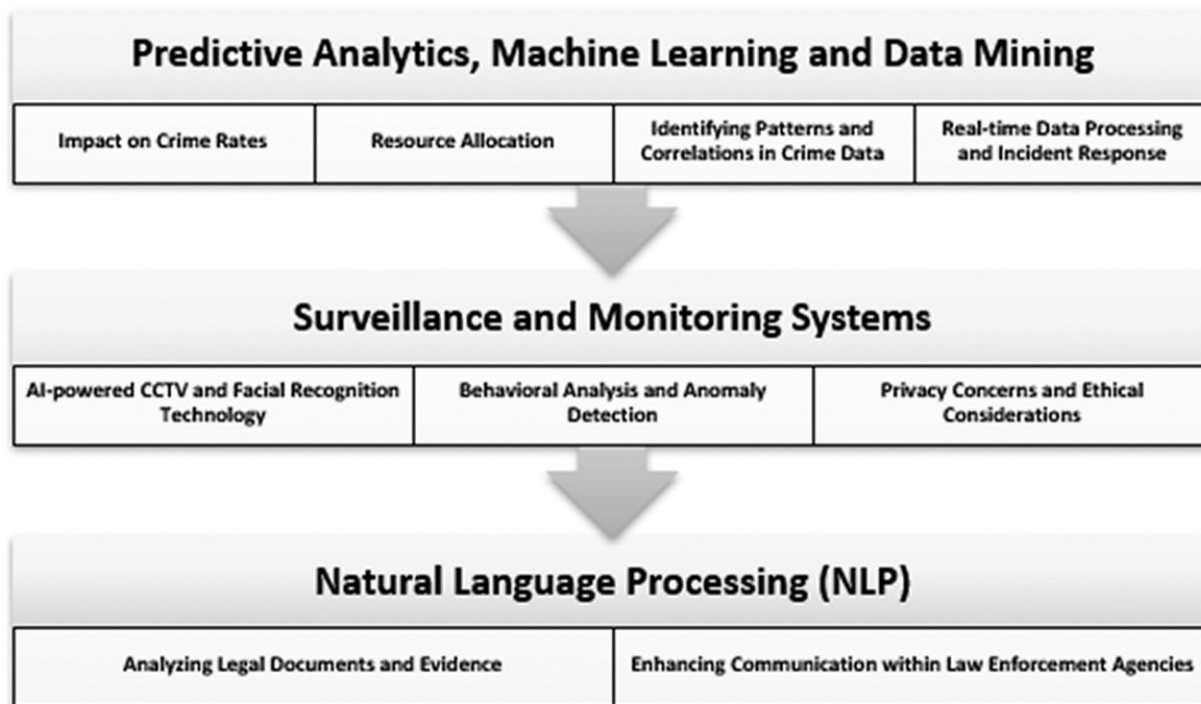 Predictive Analytics, Machine Learning and Data Mining
Impact on Crime Rates
Resource Allocation
Identifying Patterns and
Correlations in Crime Data
Real-time Data Processing
and Incident Response
Surveillance and Monitoring Systems
AI-powered CCTV and Facial Recognition
Technology
Behavioral Analysis and Anomaly
Detection
Privacy Concerns and Ethical
Considerations
Natural Language Processing (NLP)
Analyzing Legal Documents and Evidence
Enhancing Communication within Law Enforcement Agencies